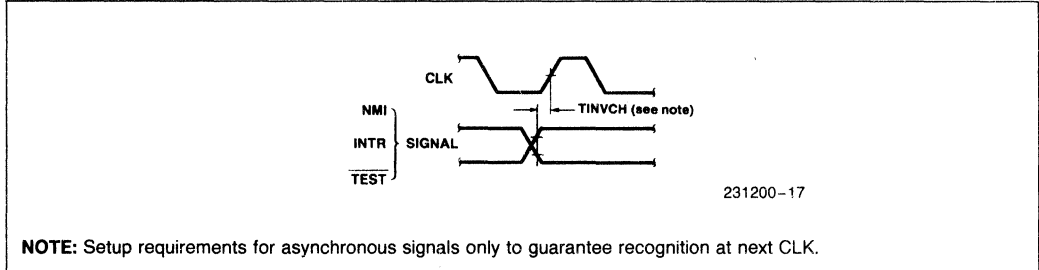 CLK
TINVCH (see note)
NMI
INTR
TEST
SIGNAL
231200-17
NOTE: Setup requirements for asynchronous signals only to guarantee recognition at next CLK.